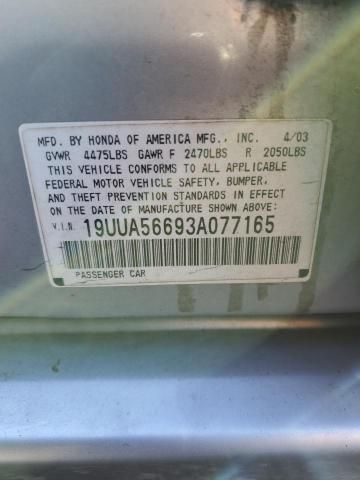 MFD. BY HONDA OF AMERICA MFG., INC. 4/03
GVWR 4475LBS GAWR F 2470LBS R 2050LBS
THIS VEHICLE CONFORMS TO ALL APPLICABLE
FEDERAL MOTOR VEHICLE SAFETY, BUMPER,
AND THEFT PREVENTION STANDARDS IN EFFECT
ON THE DATE OF MANUFACTURE SHOWN ABOVE.
V.I.N. 19UUA56693A077165
PASSENGER CAR